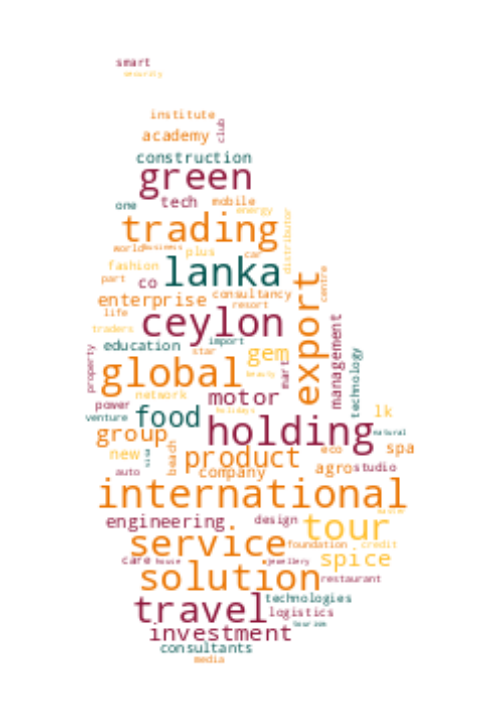 smart
security
institute
academy
club
construction
green
one
tech
mobile
energy
trading
distributor
world
business
plus
car
fashion
lanka
part
co
centre
enterprise
consultancy
resort
life
ceylon
export
traders
education
import
star
gem
management
technology
property
global
beauty
mart
network
motor
power
venture
food
holidays
lk
group
holding
natural
new
visa
beach
product
eco
spa
auto
company
agro
studio
international
water
engineering.
design
tour
service
foundation
credit
care
house
jewellery
spice
solution
restaurant
technologies
travel
logistics
tourism
investment
consultants
media